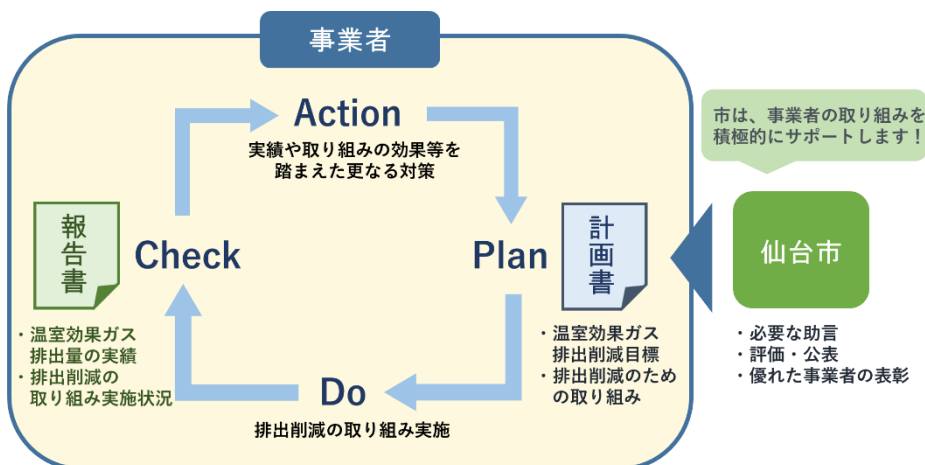 事業者
Action
実績や取り組みの効果等を
踏まえた更なる対策
市は、事業者の取り組みを
積極的にサポートします！
報告書
Check
・温室効果ガス
排出量の実績
・排出削減の
取り組み実施状況
Plan
計画書
・温室効果ガス
排出削減目標
・排出削減のため
の取り組み
Do
排出削減の取り組み実施
仙台市
・必要な助言
・評価・公表
・優れた事業者の表彰